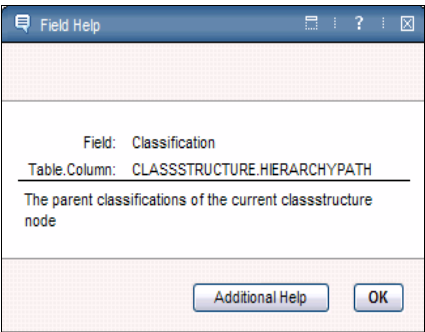 Field Help ?
Field: Classification
Table.Column: CLASSSTRUCTURE.HIERARCHYPATH
The parent classifications of the current classstructure
node
Additional Help OK